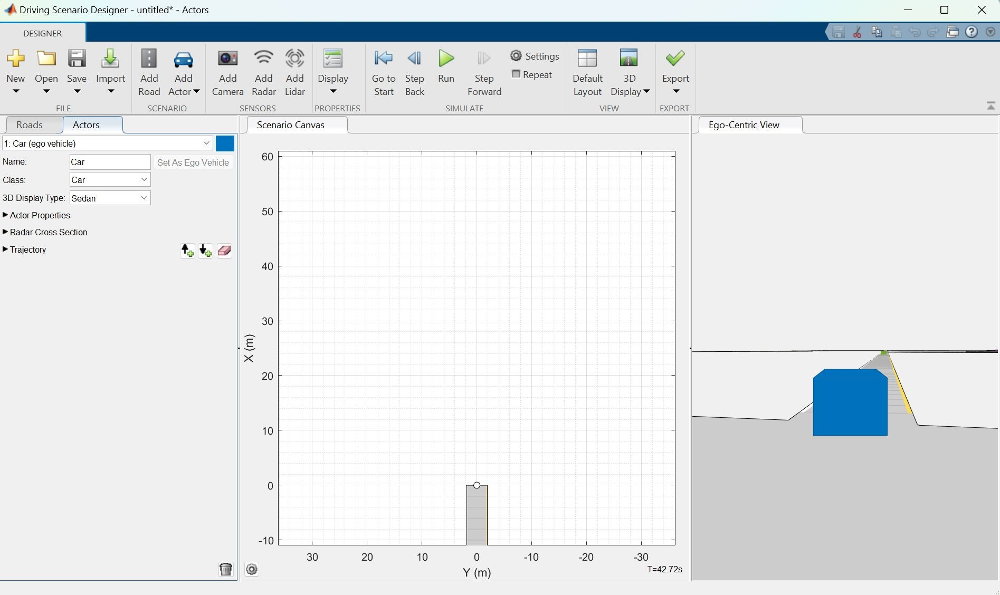 Driving Scenario Designer - untitled* - Actors
DESIGNER
New
Open
Save
Import
Add Road
Add Actor
Add Camera
Add Radar
Add Lidar
Display
Go to Start
Step Back
Run
Step Forward
Settings
Repeat
Default Layout
3D Display
Export
FILE
SCENARIO
SENSORS
PROPERTIES
SIMULATE
VIEW
EXPORT
Roads
Actors
1: Car (ego vehicle)
Name:
Car
Set As Ego Vehicle
Class:
Car
3D Display Type:
Sedan
Actor Properties
Radar Cross Section
Trajectory
Scenario Canvas
60
50
40
30
20
10
0
-10
X (m)
30
20
10
0
-10
-20
-30
Y (m)
T=42.72s
Ego-Centric View